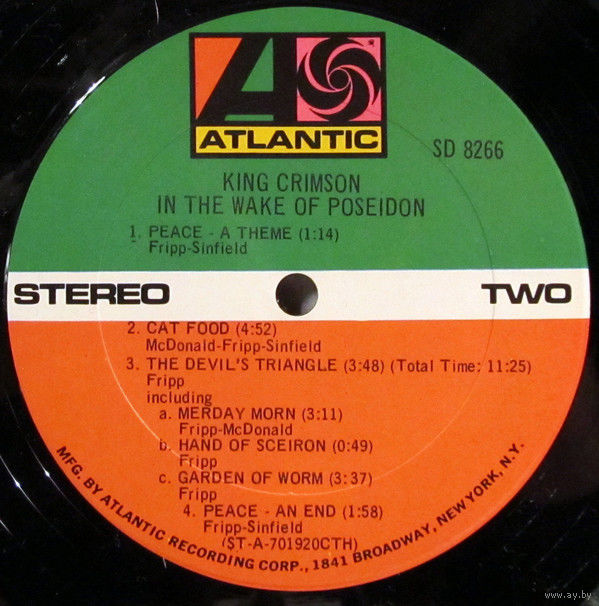 ATLANTIC
SD 8266
KING CRIMSON
IN THE WAKE OF POSEIDON
1. PEACE - A THEME (1:14)
Fripp-Sinfield
STEREO TWO
2. CAT FOOD (4:52)
McDonald-Fripp-Sinfield
3. THE DEVIL'S TRIANGLE (3:48) (Total Time: 11:25)
Fripp
including
a. MERDAY MORN (3:11)
Fripp-McDonald
b. HAND OF SCEIRON (0:49)
Fripp
c. GARDEN OF WORM (3:37)
Fripp
4. PEACE - AN END (1:58)
Fripp-Sinfield
(ST-A-701920CTH)
MFG. BY ATLANTIC RECORDING CORP., 1841 BROADWAY, NEW YORK, N.Y.
www.ay.by